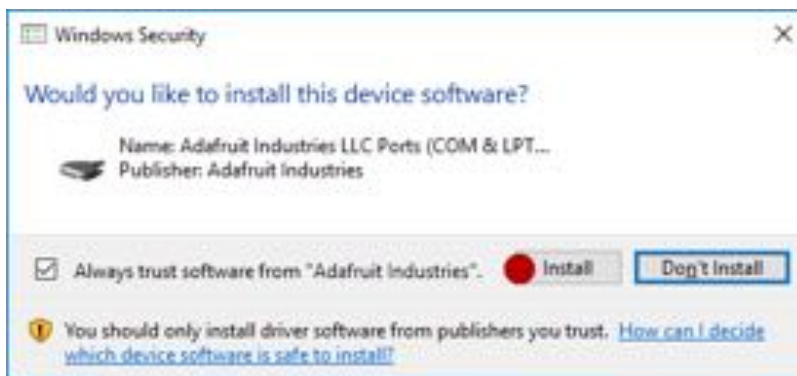 Windows Security
Would you like to install this device software?
Name: Adafruit Industries LLC Ports (COM & LPT...
Publisher: Adafruit Industries
Always trust software from "Adafruit Industries".
Install
Don't Install
You should only install driver software from publishers you trust. How can I decide
which device software is safe to install?